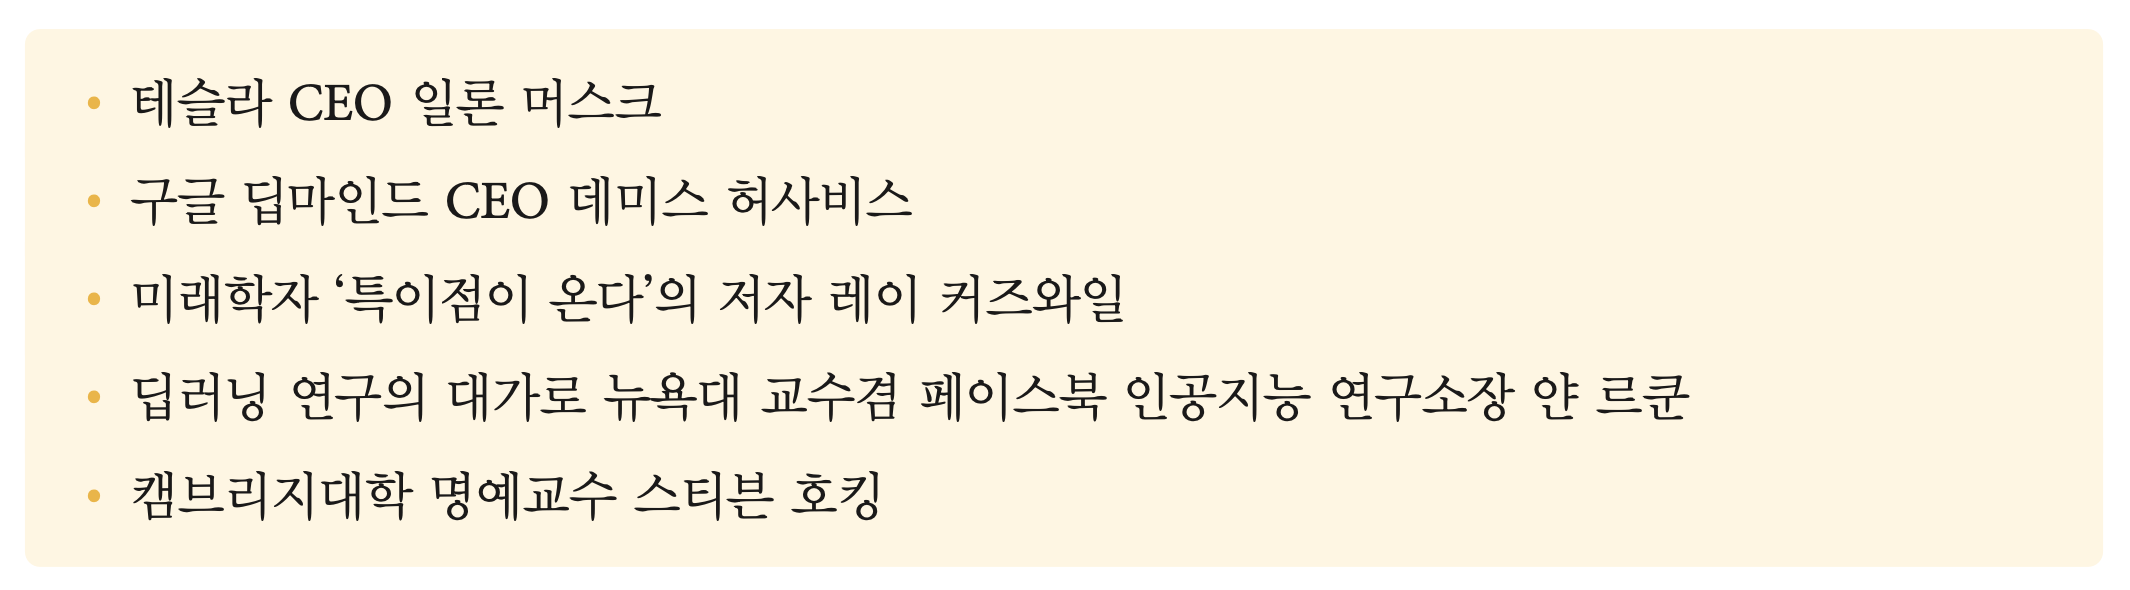 • 테슬라 CEO 일론 머스크
• 구글 딥마인드 CEO 데미스 허사비스
• 미래학자 ‘특이점이 온다’의 저자 레이 커즈와일
• 딥러닝 연구의 대가로 뉴욕대 교수겸 페이스북 인공지능 연구소장 얀 르쿤
• 캠브리지대학 명예교수 스티븐 호킹